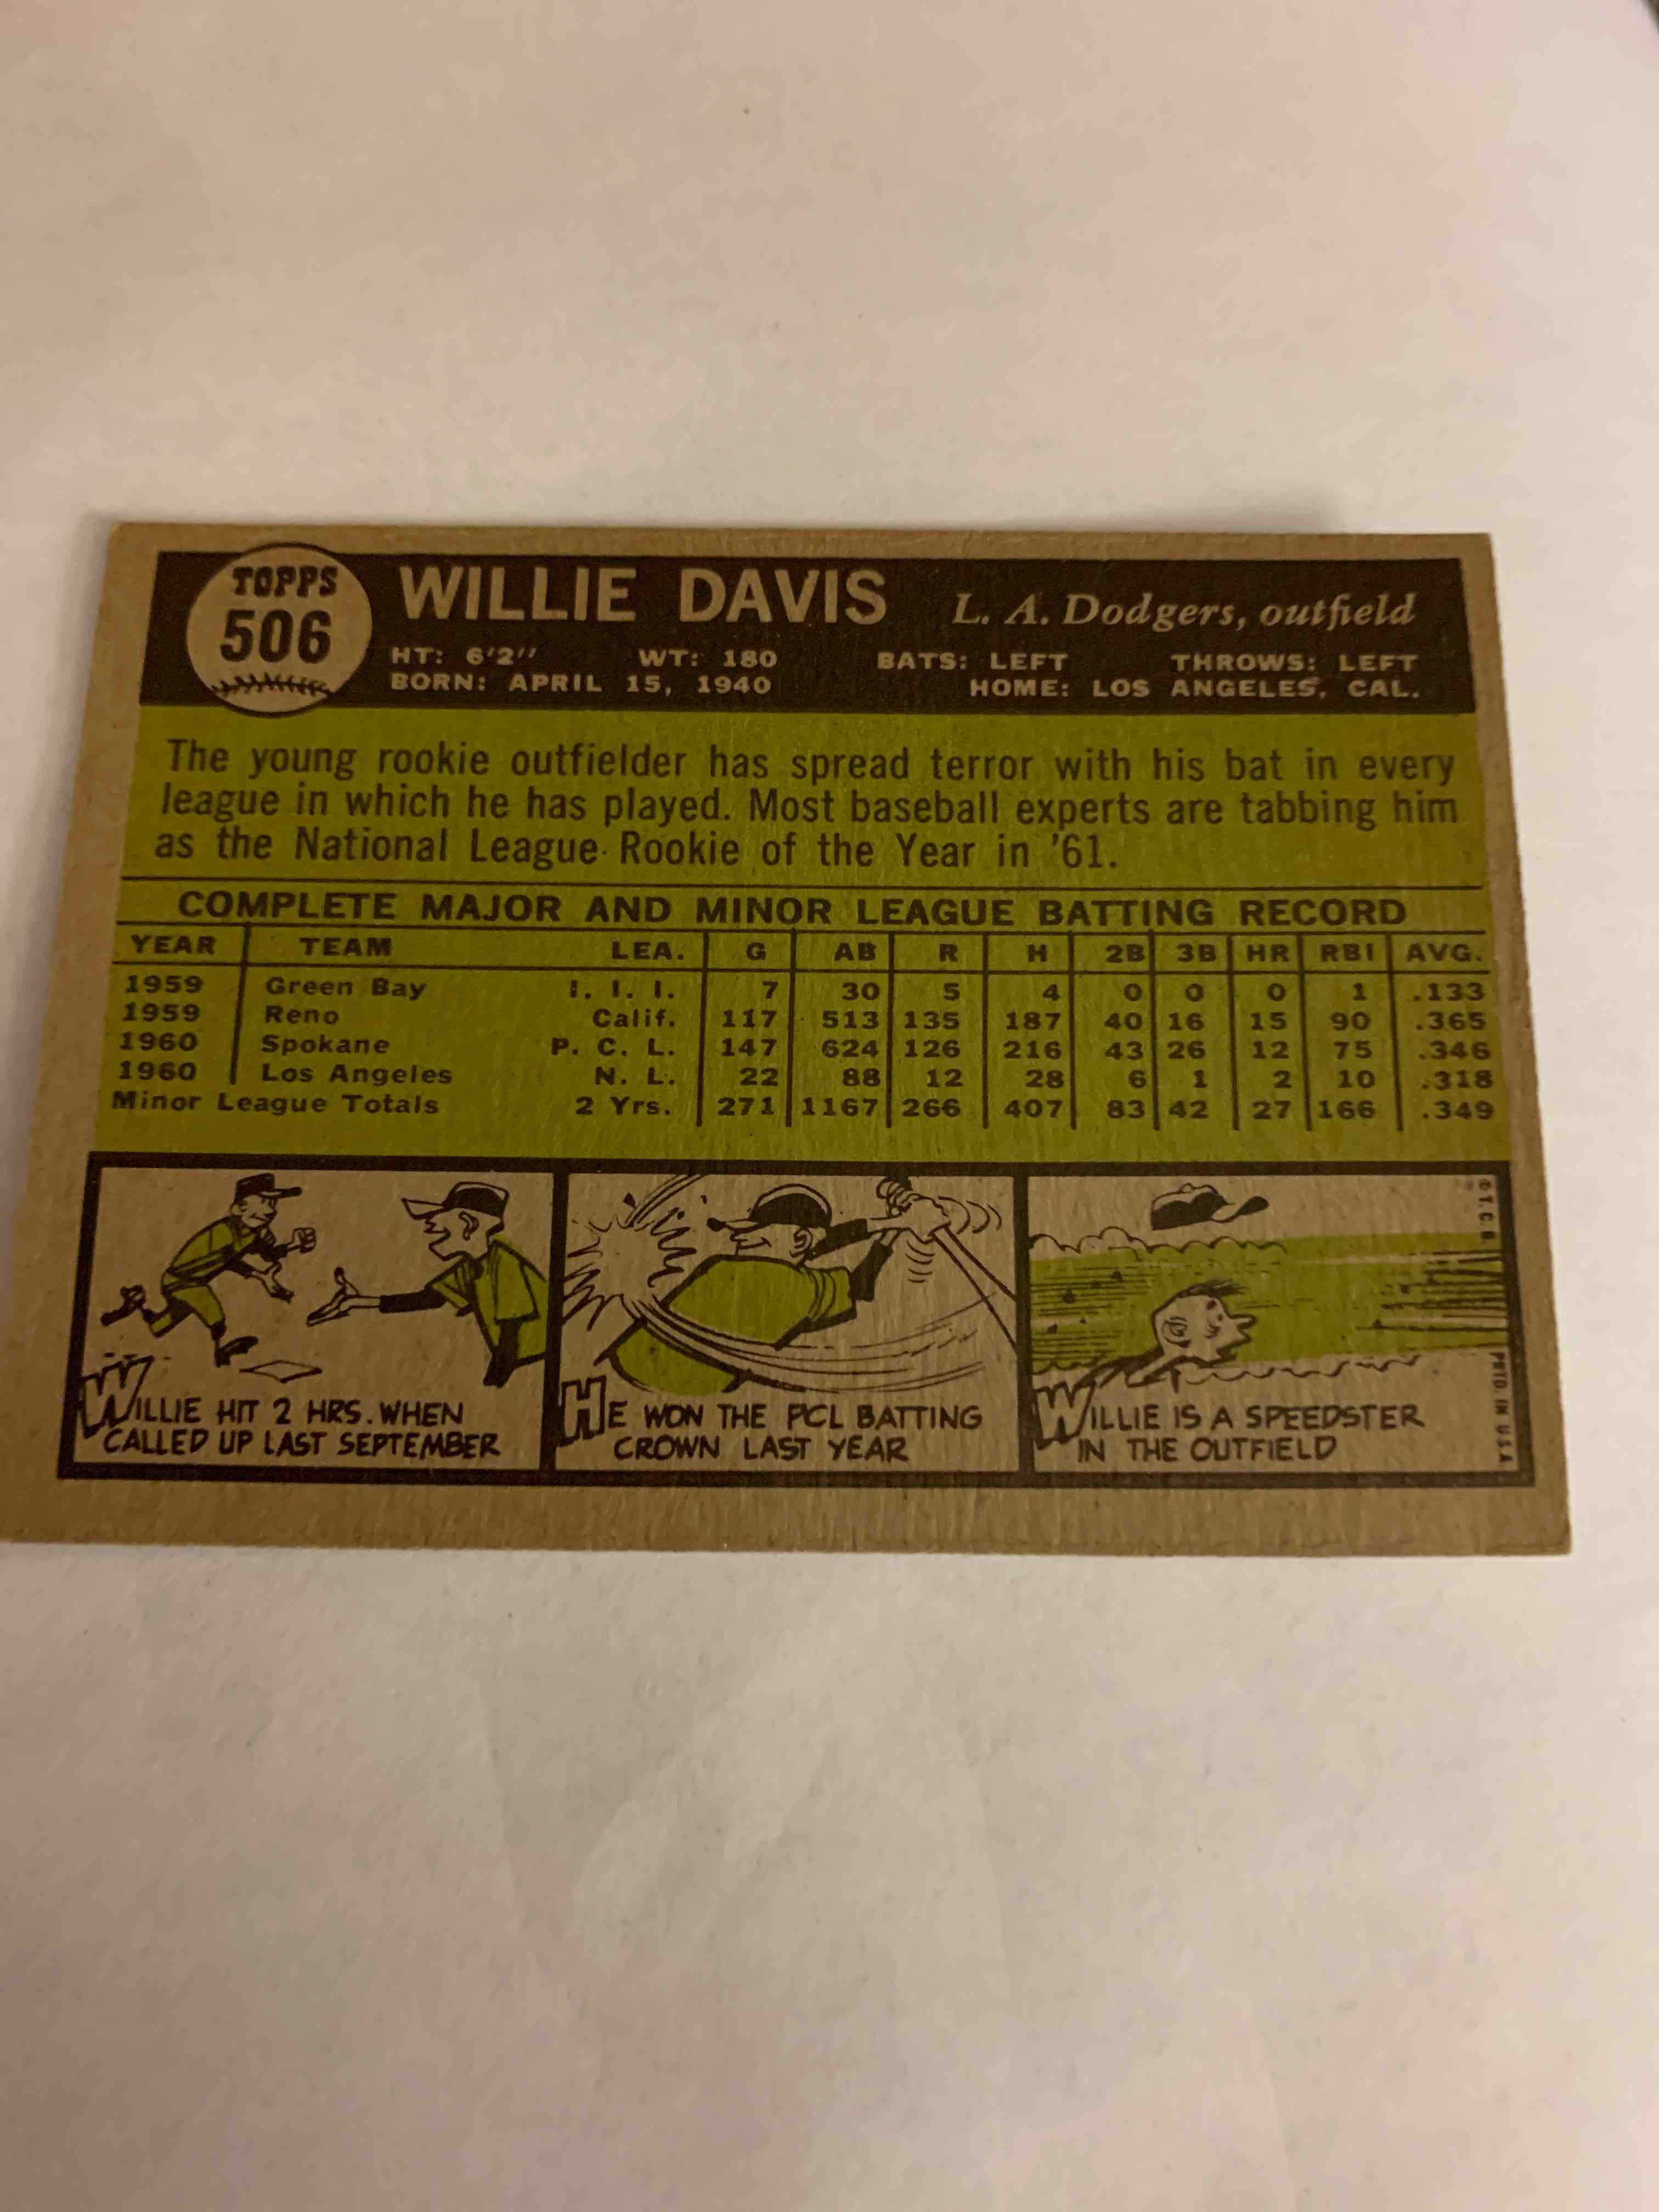 TOPPS
506
WILLIE DAVIS L. A. Dodgers, outfield
HT: 6'2" WT: 180 BATS: LEFT THROWS: LEFT
BORN: APRIL 15, 1940 HOME: LOS ANGELES, CAL.
The young rookie outfielder has spread terror with his bat in every
league in which he has played. Most baseball experts are tabbing him
as the National League Rookie of the Year in '61.
COMPLETE MAJOR AND MINOR LEAGUE BATTING RECORD
YEAR TEAM LEA. G AB R H 2B 3B HR RBI AVG.
1959 Green Bay I. I. I. 7 30 5 4 0 0 0 1 .133
1959 Reno Calif. 117 513 135 187 40 16 15 90 .365
1960 Spokane P. C. L. 147 624 126 216 43 26 12 75 .346
1960 Los Angeles N. L. 22 88 12 28 6 1 2 10 .318
Minor League Totals 2 Yrs. 271 1167 266 407 83 42 27 166 .349
WILLIE HIT 2 HRS. WHEN
CALLED UP LAST SEPTEMBER
HE WON THE PCL BATTING
CROWN LAST YEAR
WILLIE IS A SPEEDSTER
IN THE OUTFIELD
© T. C. G.
PRTD. IN U.S.A.